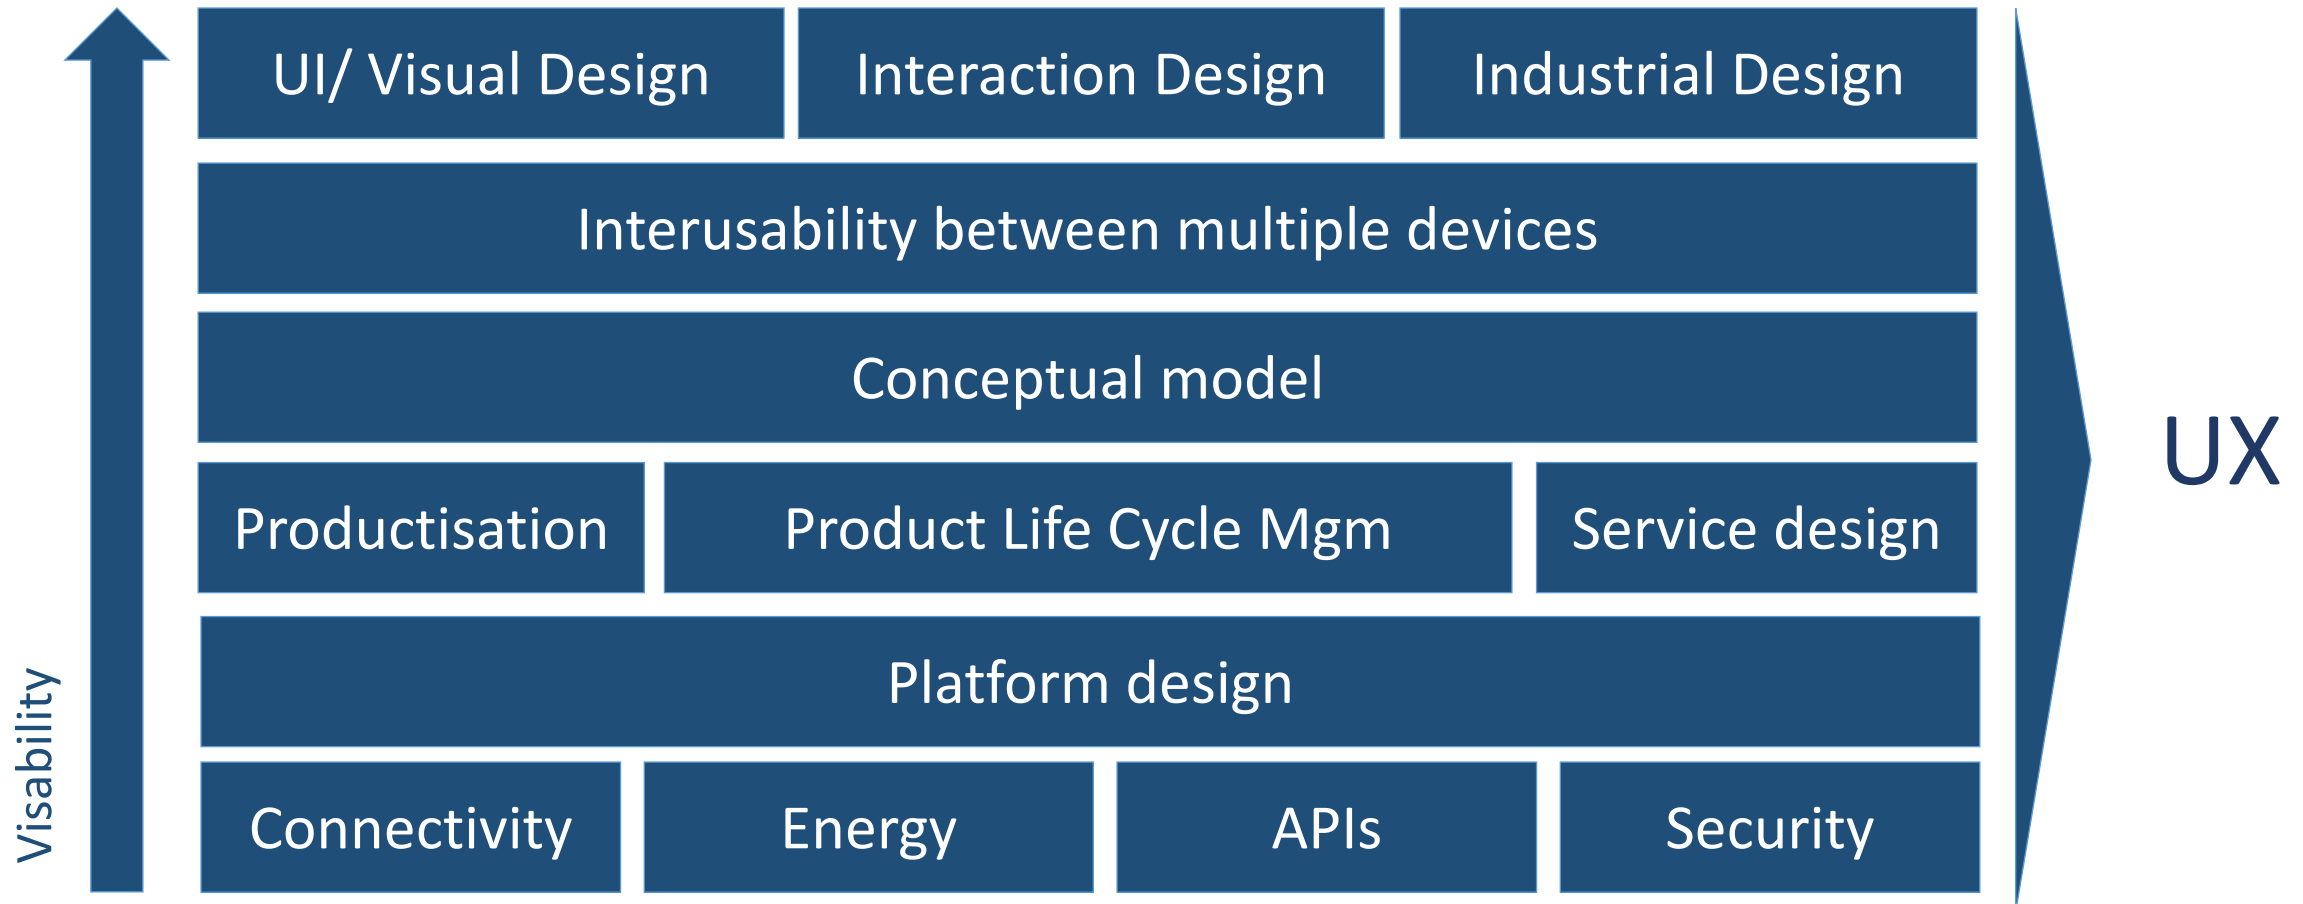 UI/ Visual Design
Interaction Design
Industrial Design
Interusability between multiple devices
Conceptual model
Productisation
Product Life Cycle Mgm
Service design
Platform design
Connectivity
Energy
APIs
Security
Visability
UX